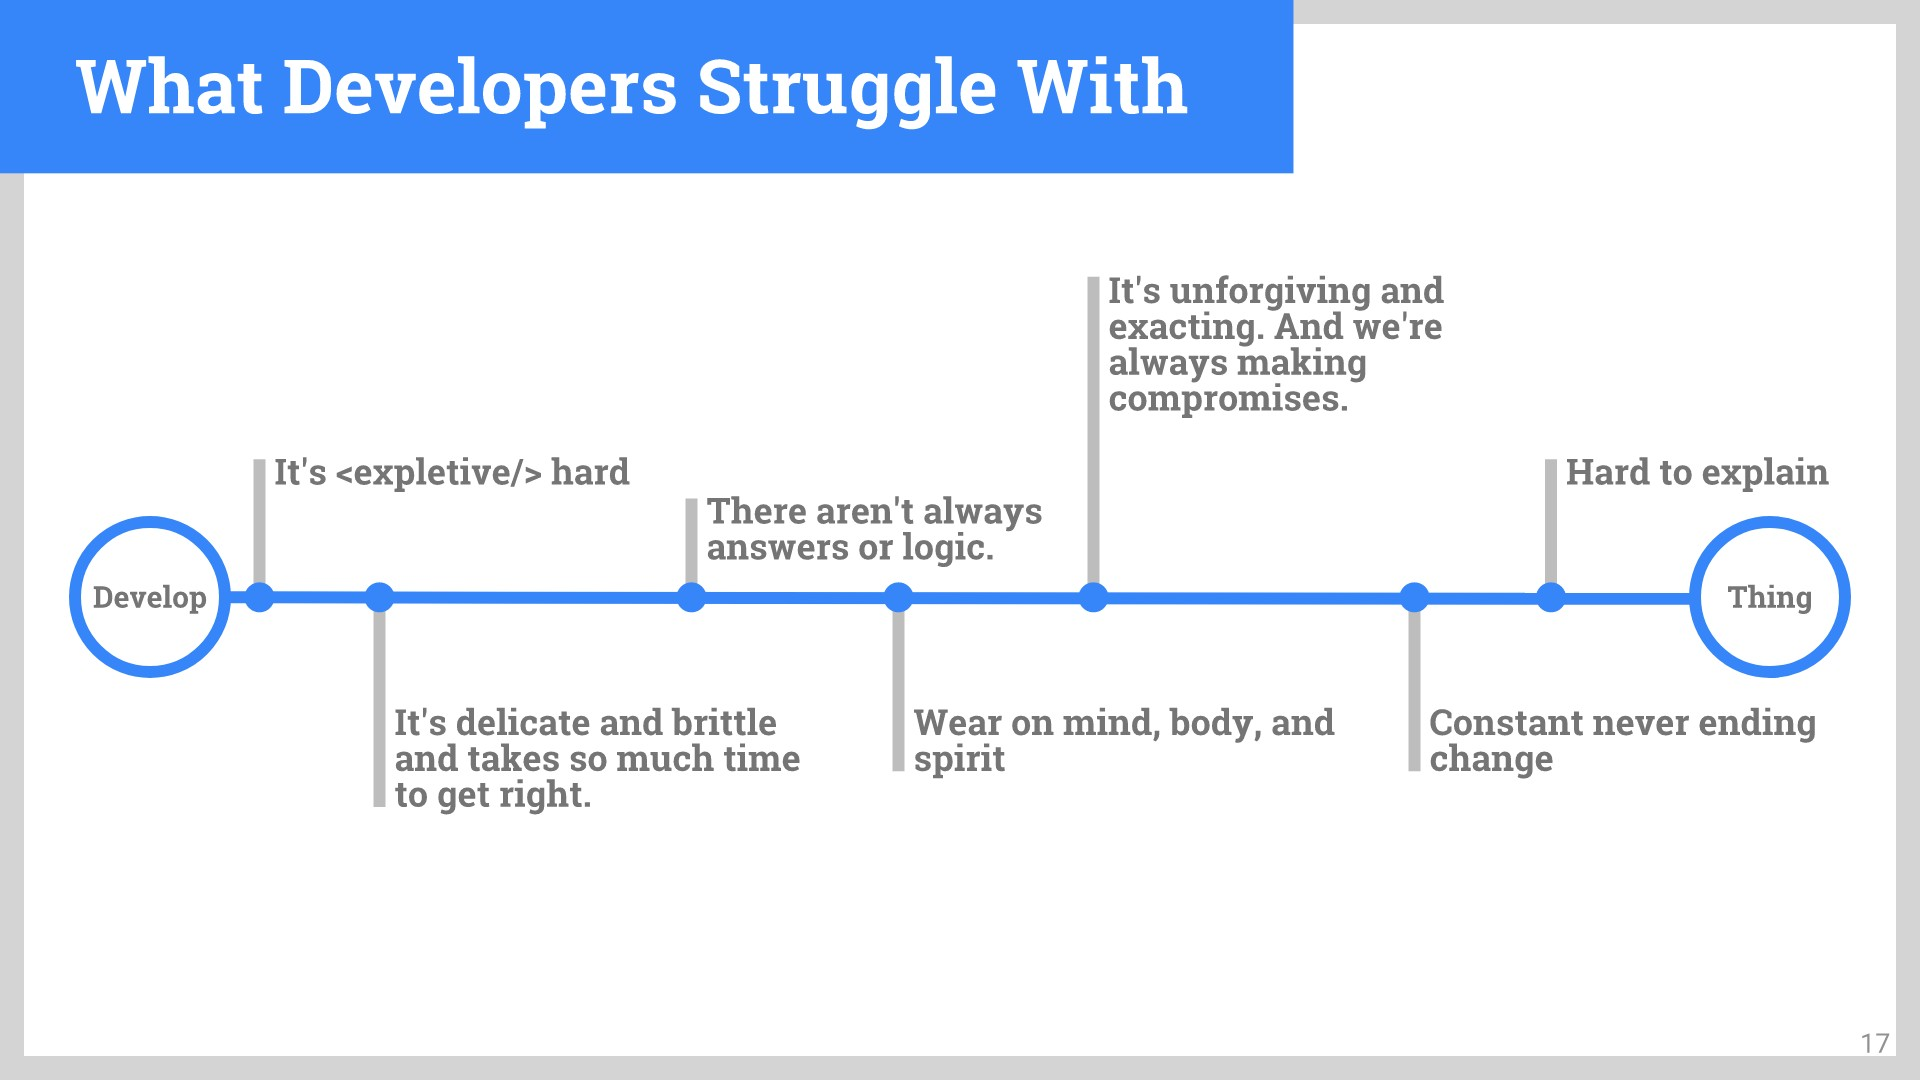 What Developers Struggle With
It's unforgiving and
exacting. And we're
always making
compromises.
It's <expletive/> hard
Hard to explain
There aren't always
answers or logic.
Develop
Thing
It's delicate and brittle
and takes so much time
to get right.
Wear on mind, body, and
spirit
Constant never ending
change
17